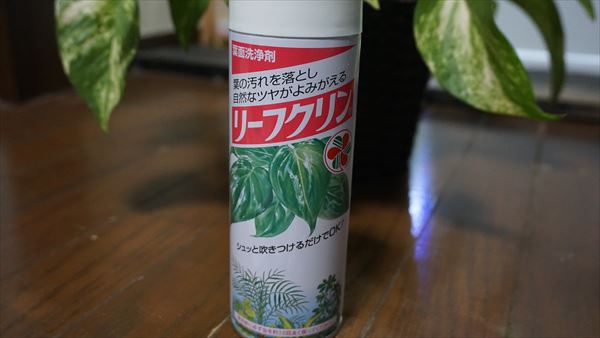 葉面洗浄剤
葉の汚れを落とし
自然なツヤがよみがえる
リーフクリン
シュッと吹きつけるだけでOK!